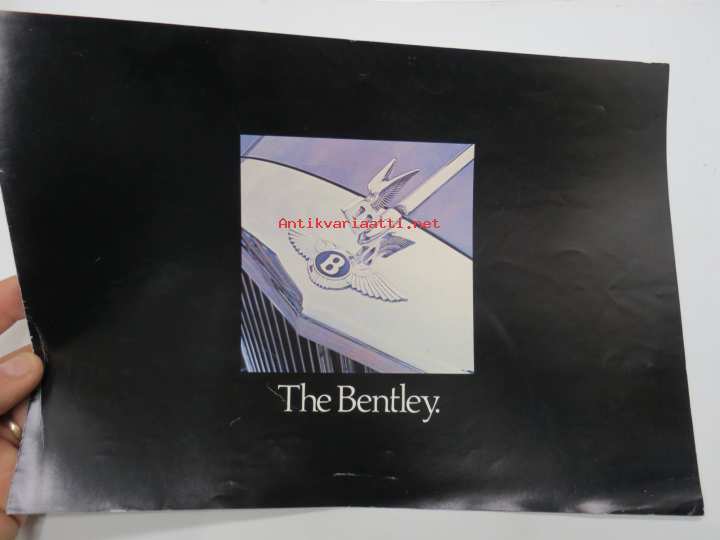 Antikvariaatti.net
B
The Bentley.